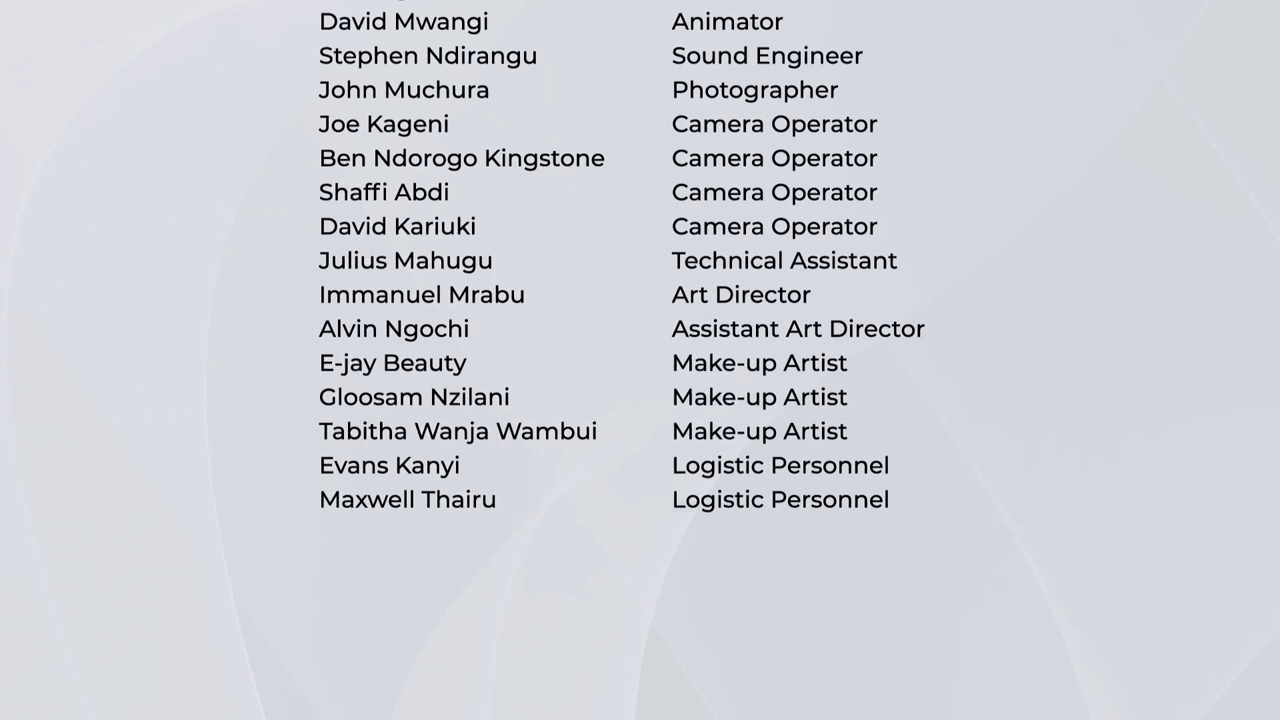 David Mwangi Animator
Stephen Ndirangu Sound Engineer
John Muchura Photographer
Joe Kageni Camera Operator
Ben Ndorogo Kingstone Camera Operator
Shaffi Abdi Camera Operator
David Kariuki Camera Operator
Julius Mahugu Technical Assistant
Immanuel Mrabu Art Director
Alvin Ngochi Assistant Art Director
E-jay Beauty Make-up Artist
Gloosam Nzilani Make-up Artist
Tabitha Wanja Wambui Make-up Artist
Evans Kanyi Logistic Personnel
Maxwell Thairu Logistic Personnel